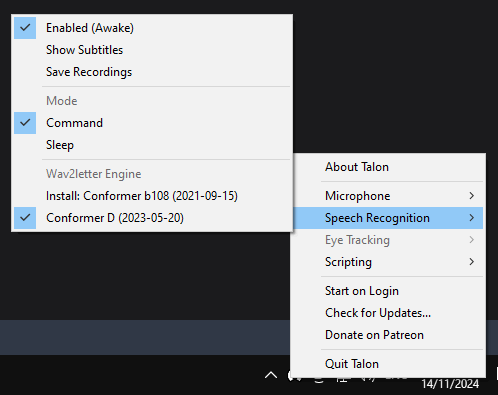 Enabled (Awake)
Show Subtitles
Save Recordings
Mode
Command
Sleep
Wav2letter Engine
Install: Conformer b108 (2021-09-15)
Conformer D (2023-05-20)
About Talon
Microphone
Speech Recognition
Eye Tracking
Scripting
Start on Login
Check for Updates...
Donate on Patreon
Quit Talon
14/11/2024